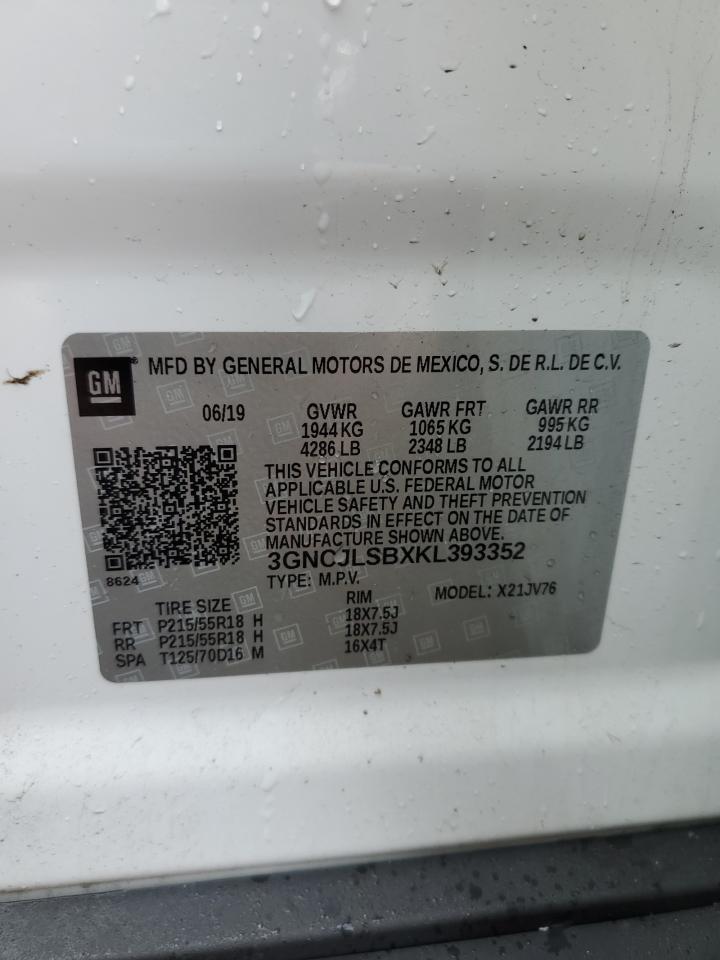 GM ® MFD BY GENERAL MOTORS DE MEXICO, S. DE R.L. DE C.V.
06/19 GVWR GAWR FRT GAWR RR
1944 KG 1065 KG 995 KG
4286 LB 2348 LB 2194 LB
THIS VEHICLE CONFORMS TO ALL
APPLICABLE U.S. FEDERAL MOTOR
VEHICLE SAFETY AND THEFT PREVENTION
STANDARDS IN EFFECT ON THE DATE OF
MANUFACTURE SHOWN ABOVE.
3GNCJLSBXKL393352
8624 TYPE: M.P.V. MODEL: X21JV76
TIRE SIZE RIM
FRT P215/55R18 H 18X7.5J
RR P215/55R18 H 18X7.5J
SPA T125/70D16 M 16X4T